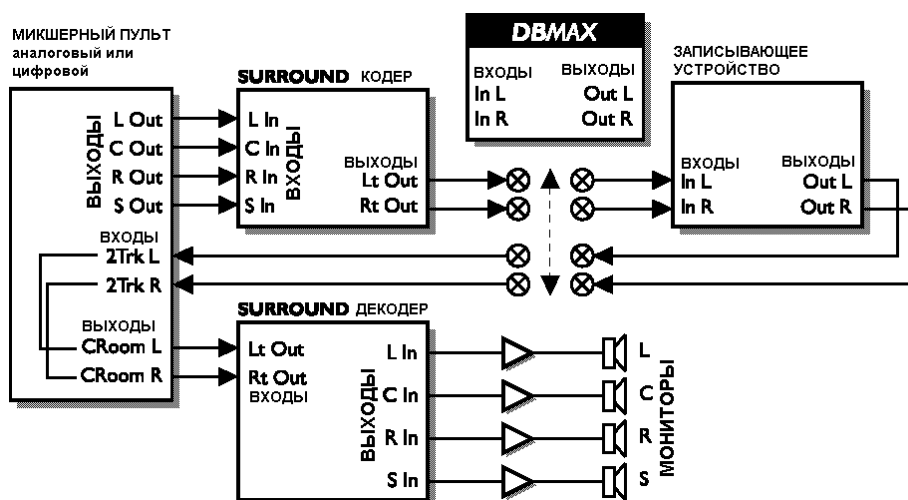 МИКШЕРНЫЙ ПУЛЬТ
аналоговый или
цифровой
ВЫХОДЫ
L Out
C Out
R Out
S Out
ВХОДЫ
2Trk L
2Trk R
ВЫХОДЫ
CRoom L
CRoom R
SURROUND КОДЕР
L In
C In
R In
S In
ВХОДЫ
ВЫХОДЫ
Lt Out
Rt Out
DBMAX
ВХОДЫ
In L
In R
ВЫХОДЫ
Out L
Out R
ЗАПИСЫВАЮЩЕЕ
УСТРОЙСТВО
ВХОДЫ
In L
In R
ВЫХОДЫ
Out L
Out R
SURROUND ДЕКОДЕР
Lt Out
Rt Out
ВХОДЫ
ВЫХОДЫ
L In
C In
R In
S In
L
C
R
S
МОНИТОРЫ